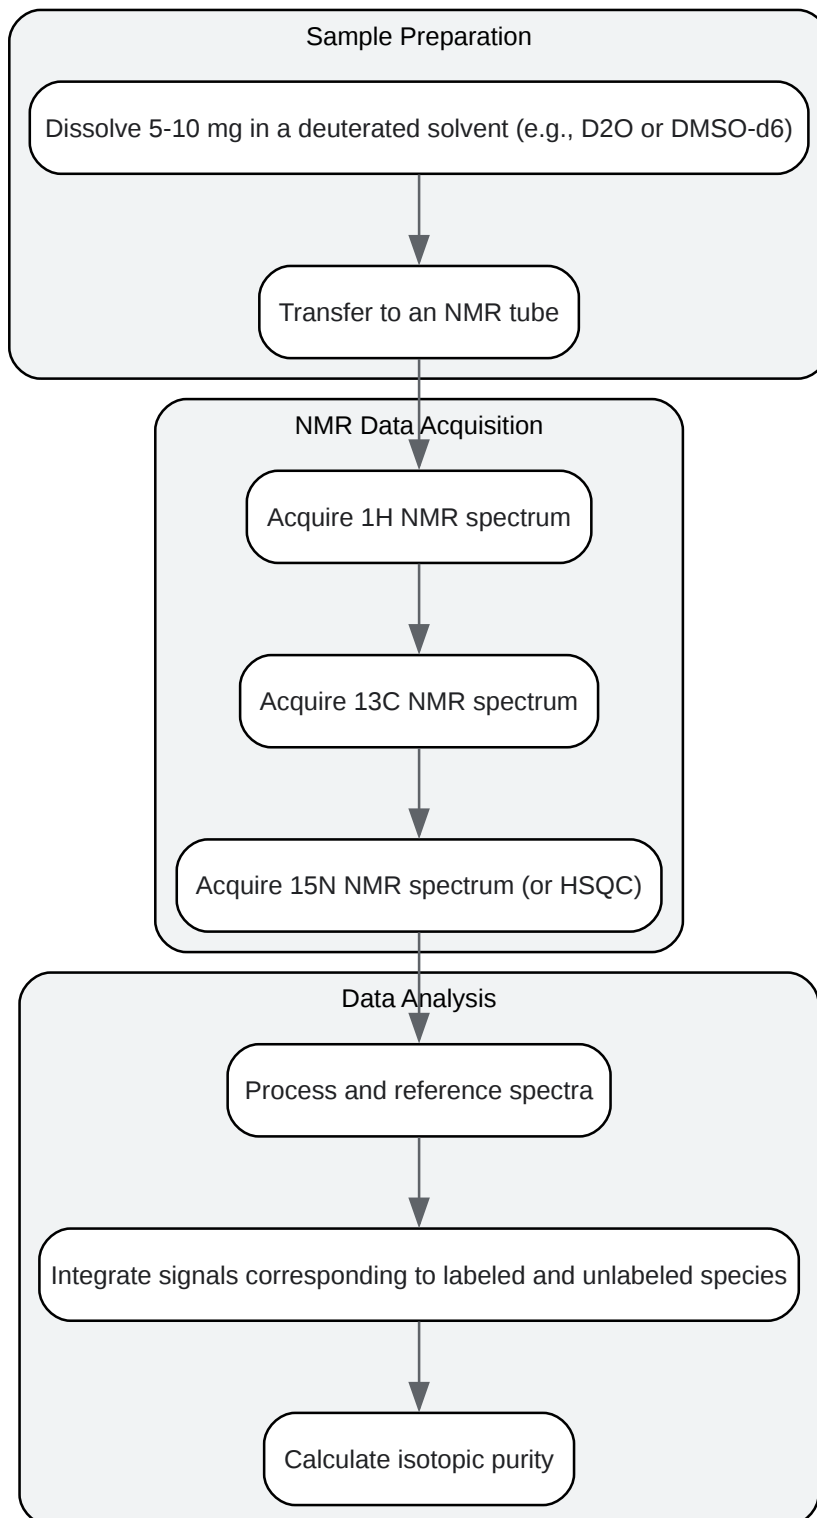 Sample Preparation
Dissolve 5-10 mg in a deuterated solvent (e.g., D2O or DMSO-d6)
Transfer to an NMR tube
NMR Data Acquisition
Acquire 1H NMR spectrum
Acquire 13C NMR spectrum
Acquire 15N NMR spectrum (or HSQC)
Data Analysis
Process and reference spectra
Integrate signals corresponding to labeled and unlabeled species
Calculate isotopic purity